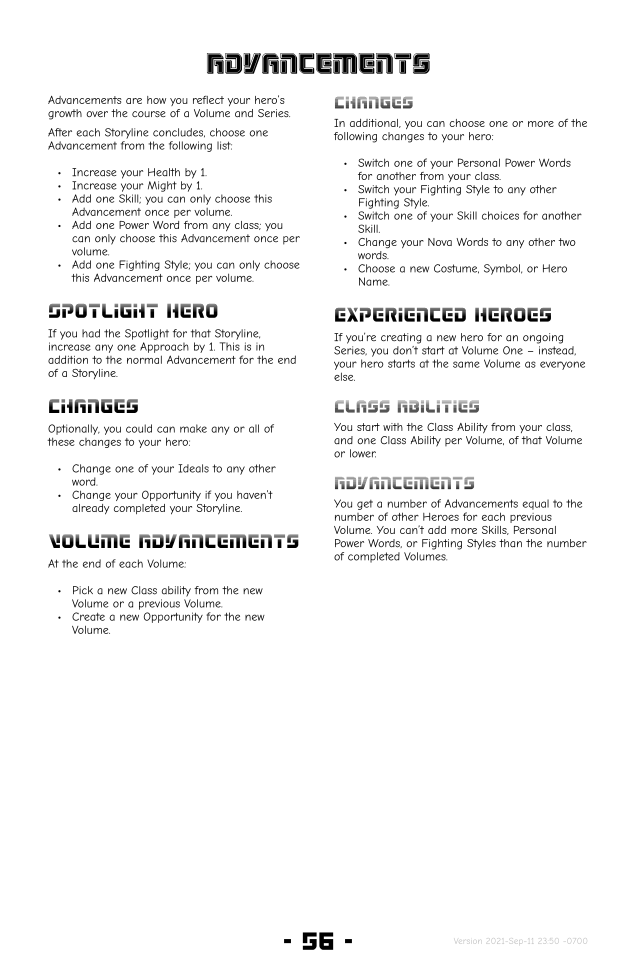 ADVANCEMENTS
Advancements are how you reflect your hero's
growth over the course of a Volume and Series.
After each Storyline concludes, choose one
Advancement from the following list:
• Increase your Health by 1.
• Increase your Might by 1.
• Add one Skill; you can only choose this
Advancement once per volume.
• Add one Power Word from any class; you
can only choose this Advancement once per
volume.
• Add one Fighting Style; you can only choose
this Advancement once per volume.
SPOTLIGHT HERO
If you had the Spotlight for that Storyline,
increase any one Approach by 1. This is in
addition to the normal Advancement for the end
of a Storyline.
CHANGES
Optionally, you could can make any or all of
these changes to your hero:
• Change one of your Ideals to any other
word.
• Change your Opportunity if you haven't
already completed your Storyline.
VOLUME ADVANCEMENTS
At the end of each Volume:
• Pick a new Class ability from the new
Volume or a previous Volume.
• Create a new Opportunity for the new
Volume.
CHANGES
In additional, you can choose one or more of the
following changes to your hero:
• Switch one of your Personal Power Words
for another from your class.
• Switch your Fighting Style to any other
Fighting Style.
• Switch one of your Skill choices for another
Skill.
• Change your Nova Words to any other two
words.
• Choose a new Costume, Symbol, or Hero
Name.
EXPERIENCED HEROES
If you're creating a new hero for an ongoing
Series, you don't start at Volume One – instead,
your hero starts at the same Volume as everyone
else.
CLASS ABILITIES
You start with the Class Ability from your class,
and one Class Ability per Volume, of that Volume
or lower.
ADVANCEMENTS
You get a number of Advancements equal to the
number of other Heroes for each previous
Volume. You can't add more Skills, Personal
Power Words, or Fighting Styles than the number
of completed Volumes.
- 56 -
Version 2021-Sep-11 23:50 -0700